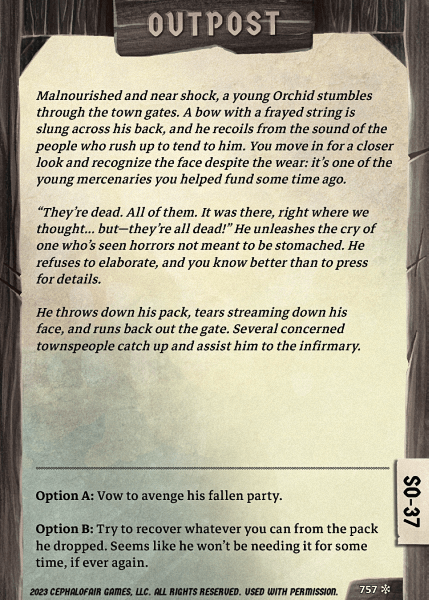 OUTPOST
Malnourished and near shock, a young Orchid stumbles
through the town gates. A bow with a frayed string is
slung across his back, and he recoils from the sound of the
people who rush up to tend to him. You move in for a closer
look and recognize the face despite the wear: it's one of the
young mercenaries you helped fund some time ago.
“They're dead. All of them. It was there, right where we
thought... but—they're all dead!” He unleashes the cry of
one who's seen horrors not meant to be stomached. He
refuses to elaborate, and you know better than to press
for details.
He throws down his pack, tears streaming down his
face, and runs back out the gate. Several concerned
townspeople catch up and assist him to the infirmary.
Option A: Vow to avenge his fallen party.
Option B: Try to recover whatever you can from the pack
he dropped. Seems like he won't be needing it for some
time, if ever again.
SO-37
2023 CEPHALOFAIR GAMES, LLC. ALL RIGHTS RESERVED. USED WITH PERMISSION.
757 ✻